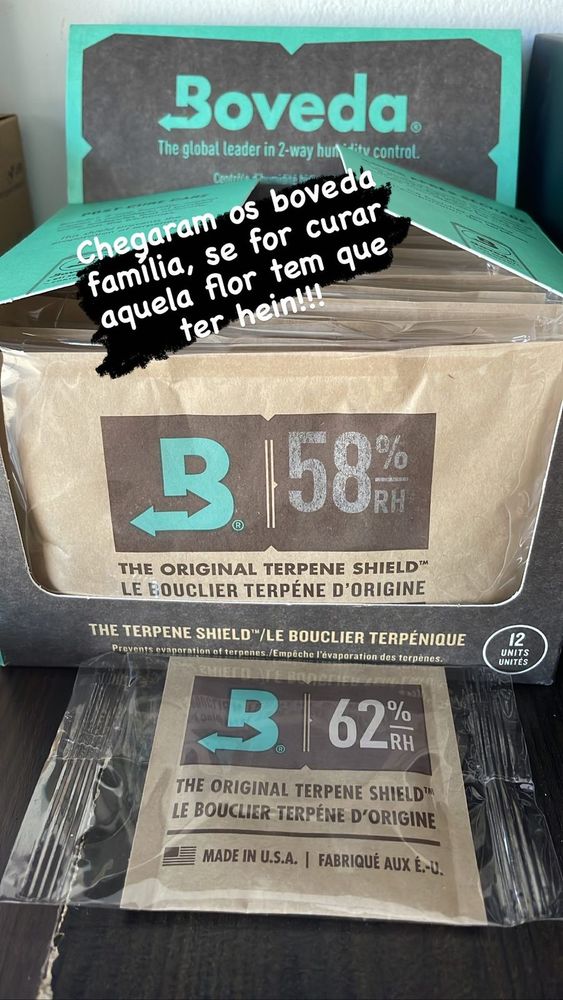 Boveda®
The global leader in 2-way humidity control.
Chegaram os boveda
família, se for curar
aquela flor tem que
ter hein!!!
B® 58% RH
THE ORIGINAL TERPENE SHIELD™
LE BOUCLIER TERPÉNE D'ORIGINE
THE TERPENE SHIELD™/LE BOUCLIER TERPÉNIQUE
Prevents evaporation of terpenes./Empêche l'évaporation des terpènes.
12
UNITS
UNITÉS
B® 62% RH
THE ORIGINAL TERPENE SHIELD™
LE BOUCLIER TERPÉNE D'ORIGINE
MADE IN U.S.A. | FABRIQUÉ AUX É.-U.